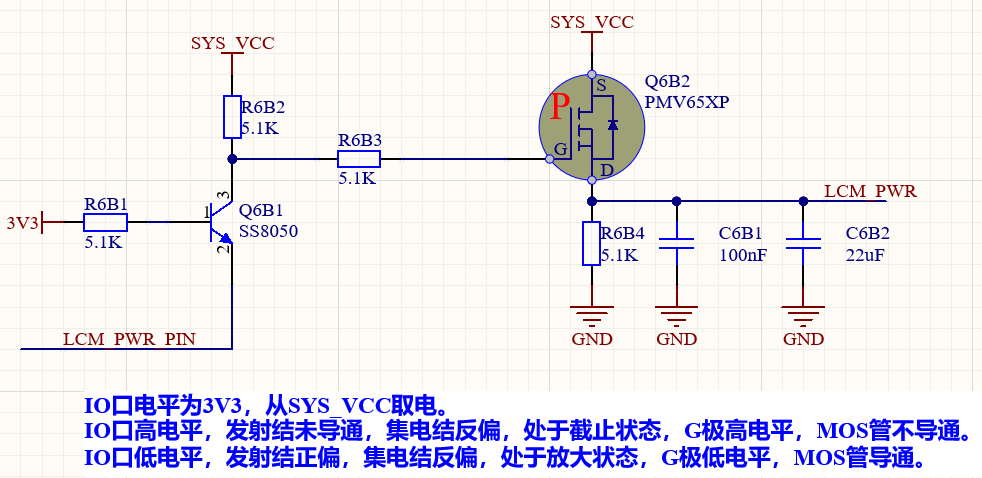 SYS_VCC
SYS_VCC
R6B2
5.1K
Q6B2
PMV65XP
P
S
G
D
R6B3
5.1K
3
1
2
R6B1
5.1K
3V3
Q6B1
SS8050
LCM_PWR
R6B4
5.1K
C6B1
100nF
C6B2
22uF
GND
GND
GND
LCM_PWR_PIN
IO口电平为3V3，从SYS_VCC取电。
IO口高电平，发射结未导通，集电结反偏，处于截止状态，G极高电平，MOS管不导通。
IO口低电平，发射结正偏，集电结反偏，处于放大状态，G极低电平，MOS管导通。